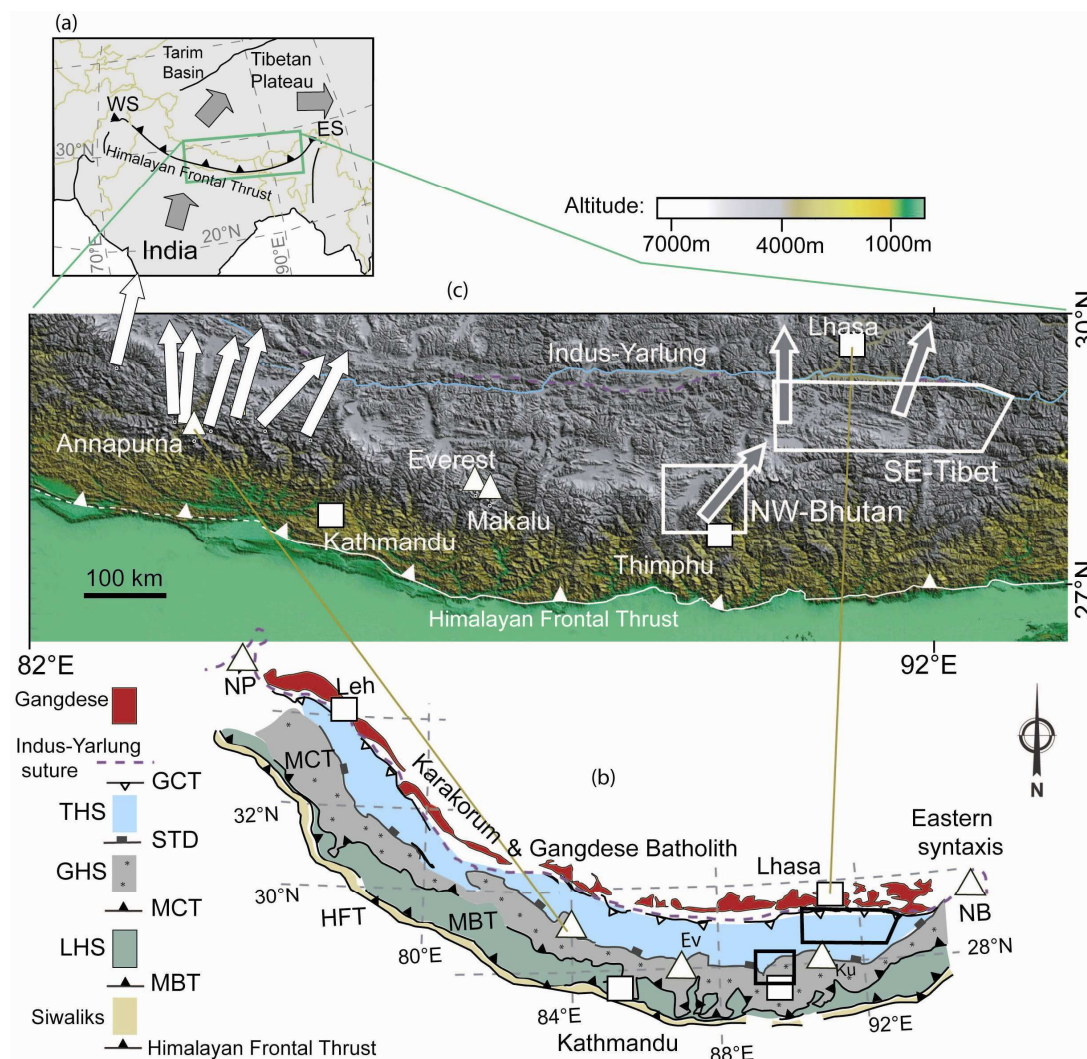 (a)
Tarim
Basin
Tibetan
Plateau
WS
ES
30°N
Himalayan Frontal Thrust
India
20°N
70°E
90°E
Altitude:
7000m
4000m
1000m
(c)
30°N
Lhasa
Indus-Yarlung
Annapurna
Everest
Makalu
SE-Tibet
NW-Bhutan
Kathmandu
Thimphu
100 km
Himalayan Frontal Thrust
27°N
82°E
92°E
NP
Gangdese
Leh
Indus-Yarlung
suture
MCT
(b)
N
GCT
Karakorum & Gangdese Batholith
THS
32°N
Eastern
syntaxis
STD
Lhasa
GHS
30°N
HFT
MBT
NB
Ev
28°N
MCT
80°E
Ku
LHS
84°E
92°E
MBT
88°E
Kathmandu
Siwaliks
Himalayan Frontal Thrust